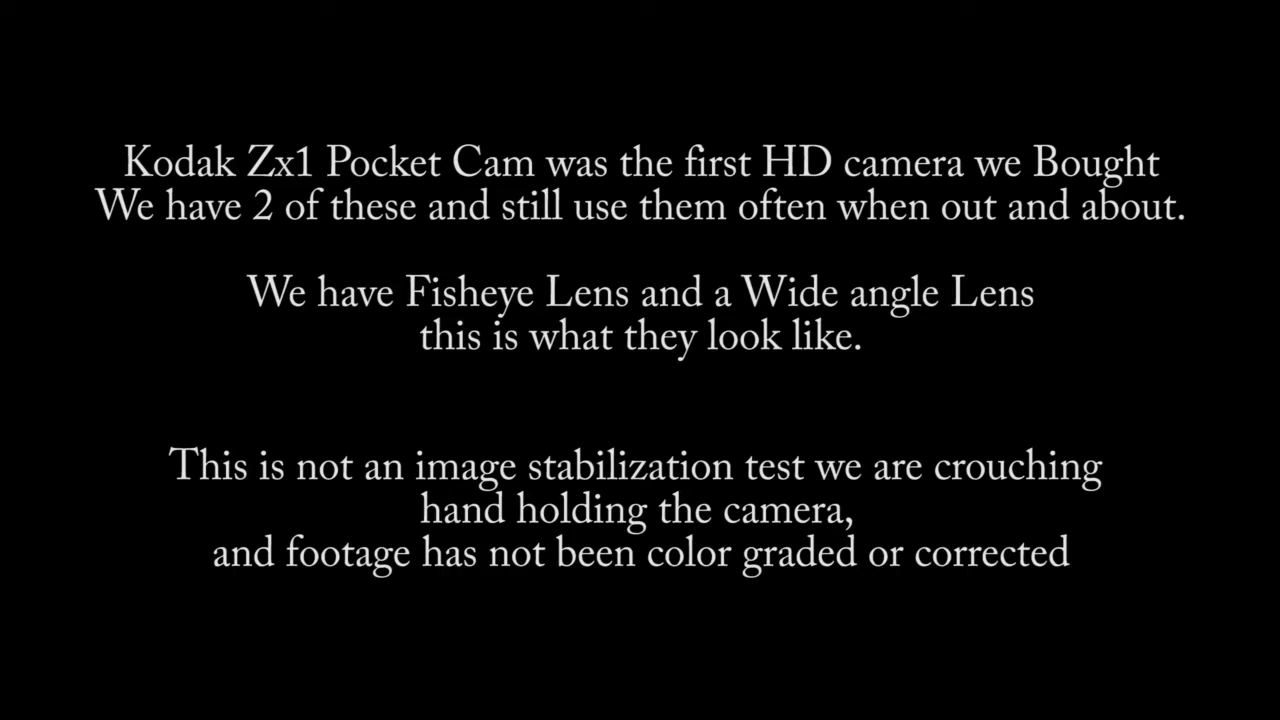 Kodak Zx1 Pocket Cam was the first HD camera we Bought
We have 2 of these and still use them often when out and about.
We have Fisheye Lens and a Wide angle Lens
this is what they look like.
This is not an image stabilization test we are crouching
hand holding the camera,
and footage has not been color graded or corrected